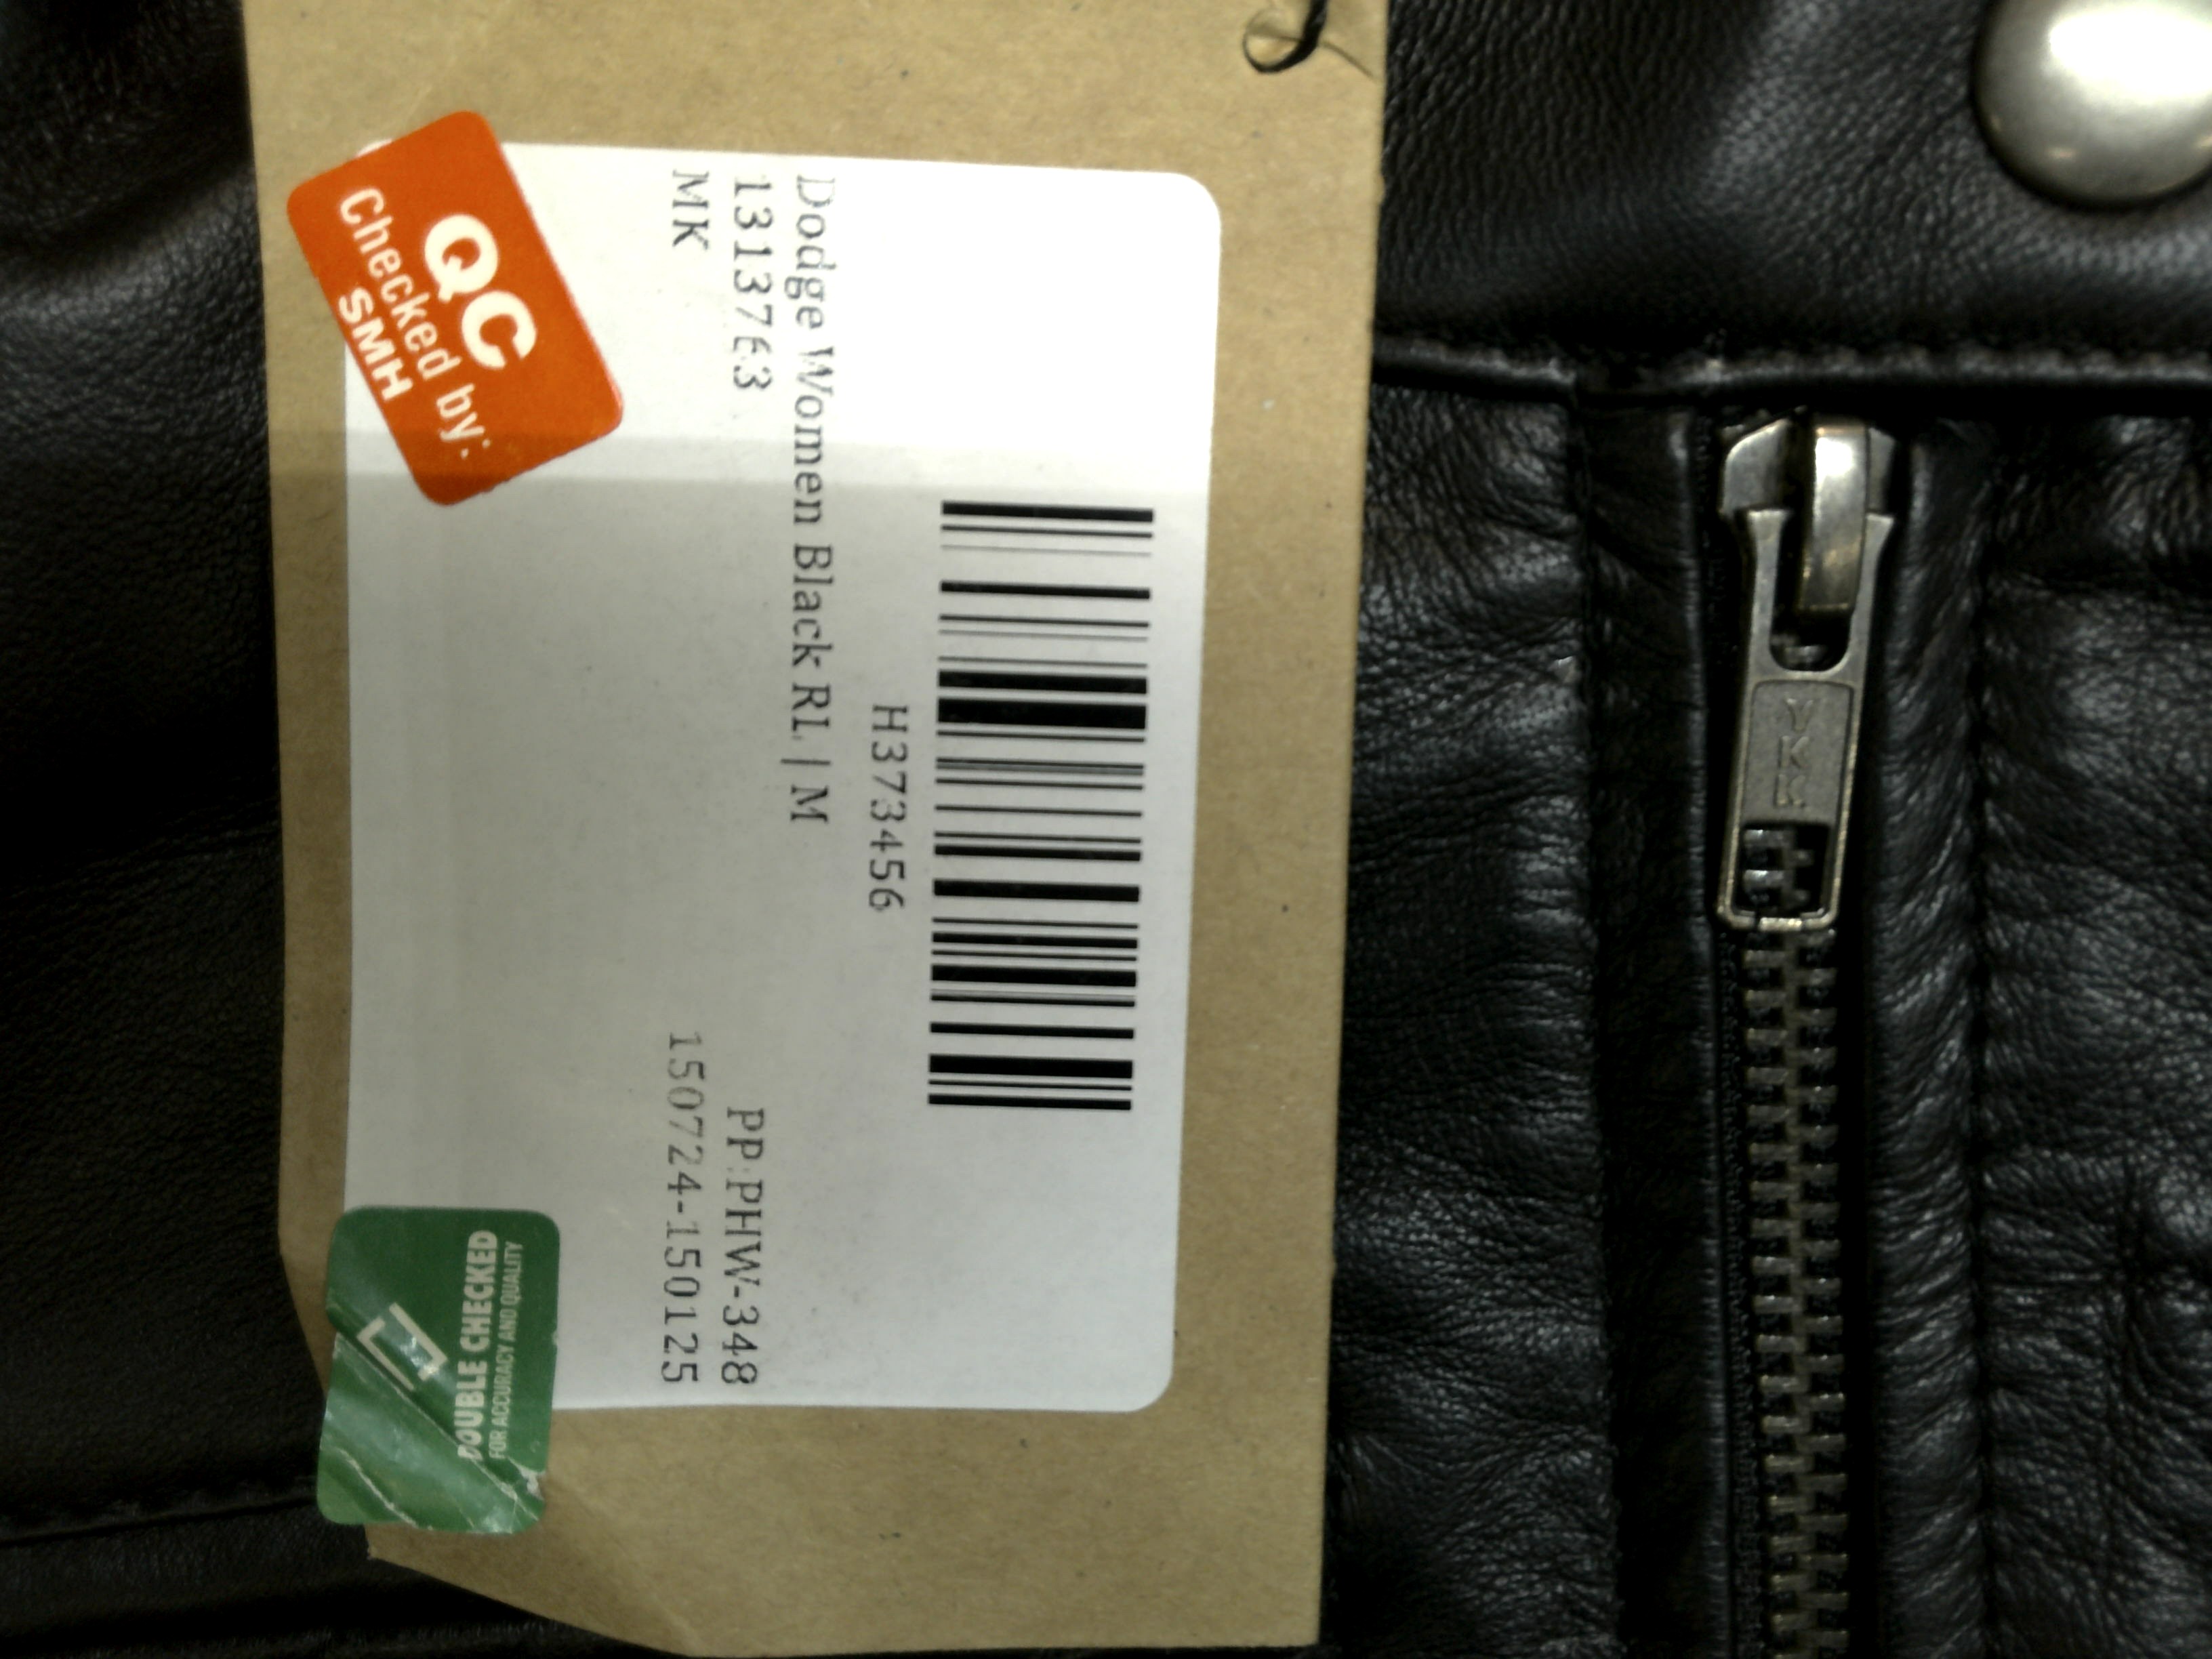 H373456
Dodge Women Black RL | M
13137E3
PP:PHW-348
MK
150724-150125
QC
Checked by:
SMH
DOUBLE CHECKED
FOR ACCURACY AND QUALITY
YKK